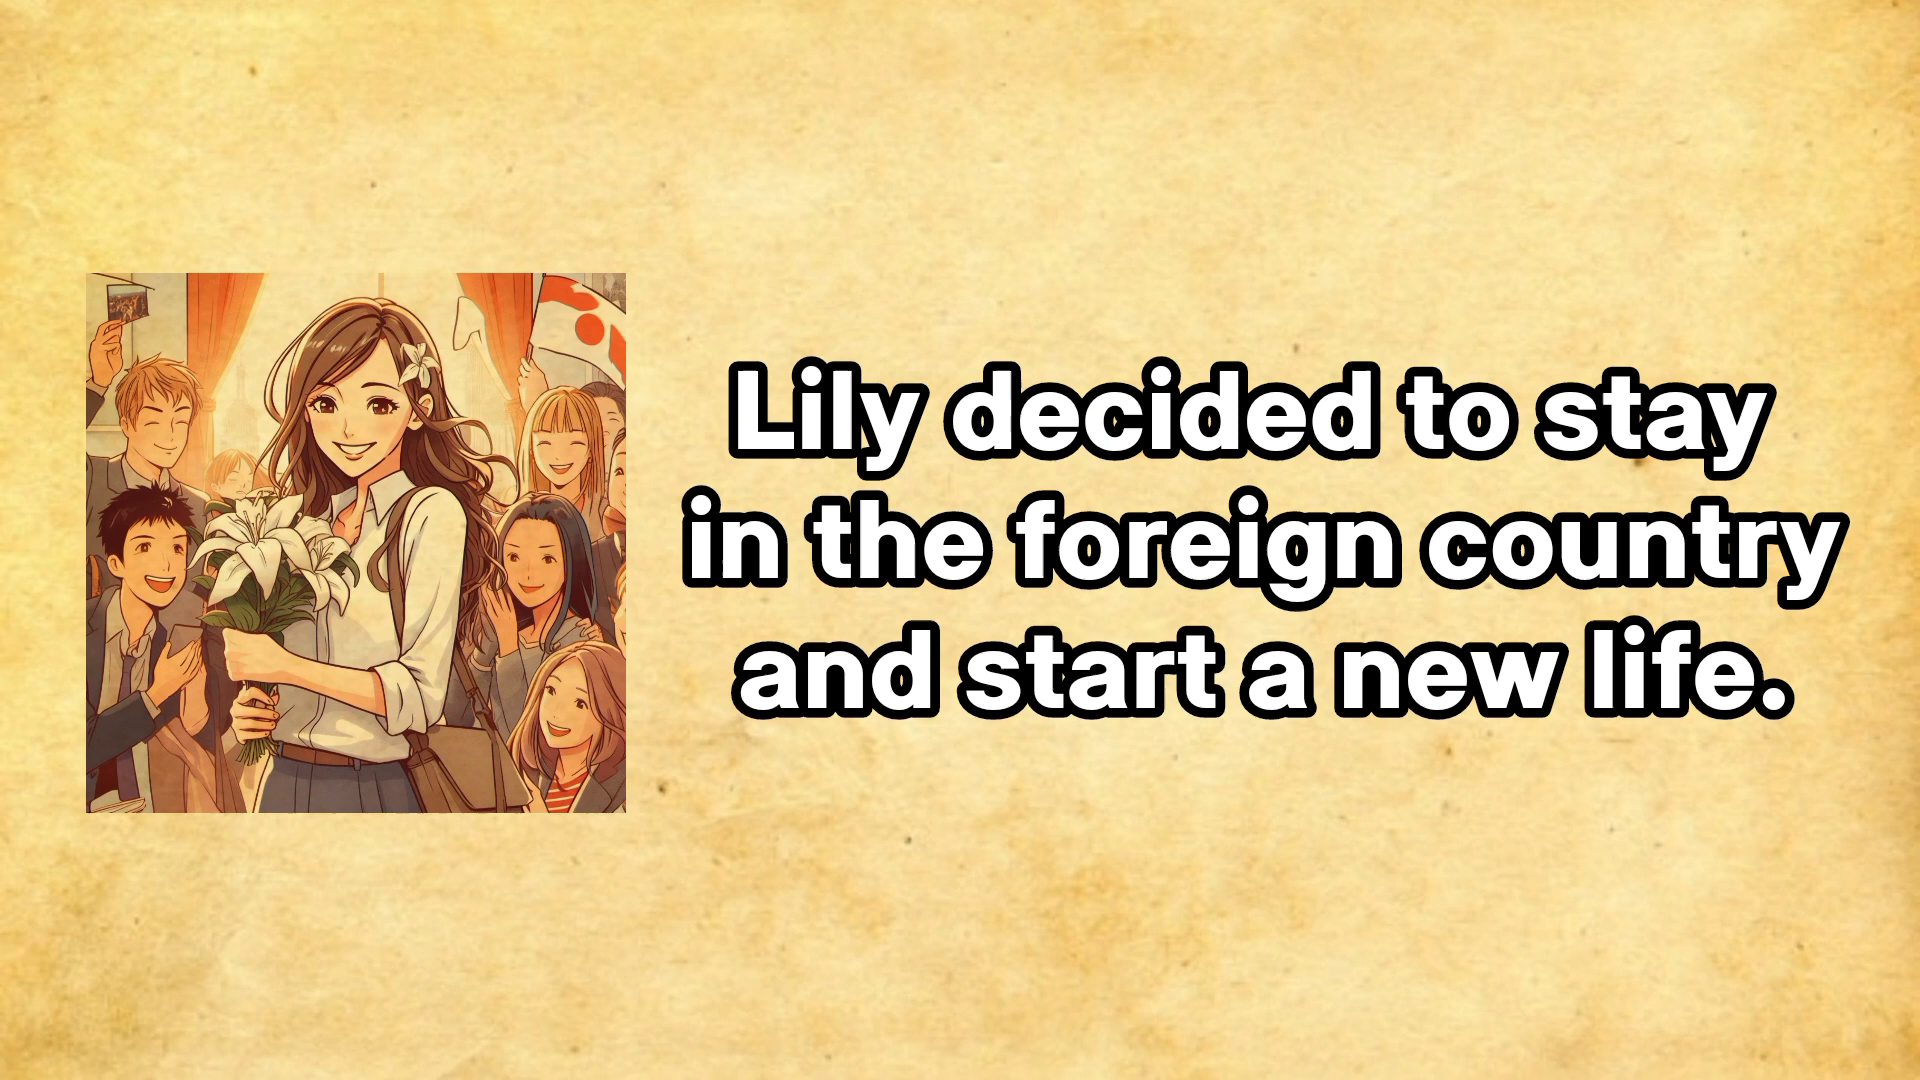 Lily decided to stay
in the foreign country
and start a new life.